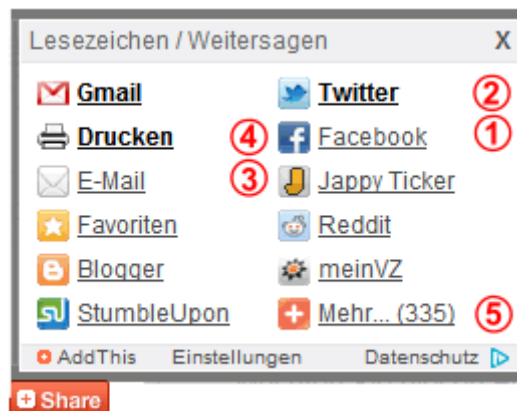 Lesezeichen / Weitersagen X
Gmail Twitter 2
Drucken 4 Facebook 1
E-Mail 3 Jappy Ticker
Favoriten Reddit
Blogger meinVZ
StumbleUpon Mehr... (335) 5
AddThis Einstellungen Datenschutz
Share